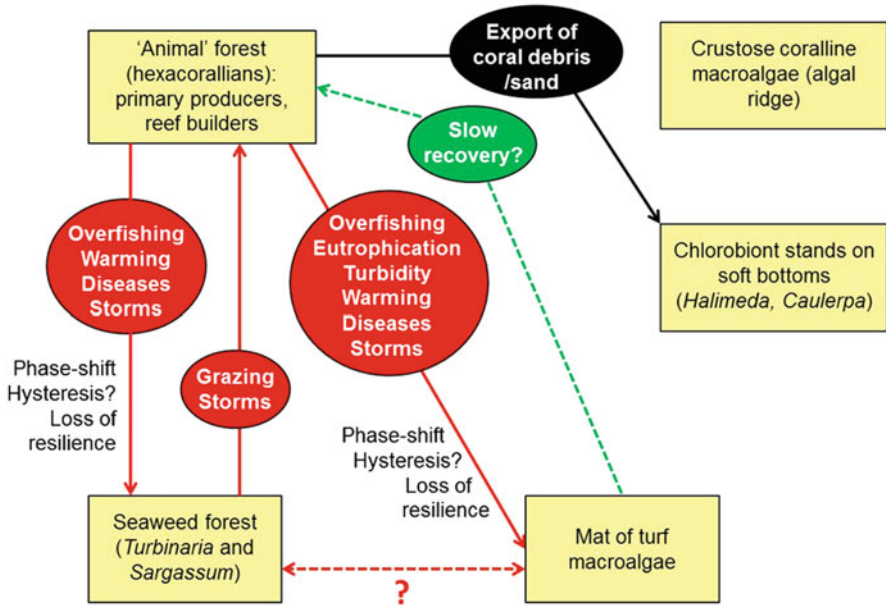 'Animal' forest
(hexacorallians):
primary producers,
reef builders
Export of
coral debris
/sand
Crustose coralline
macroalgae (algal
ridge)
Slow
recovery?
Overfishing
Warming
Diseases
Storms
Overfishing
Eutrophication
Turbidity
Warming
Diseases
Storms
Chlorobiont stands on
soft bottoms
(Halimeda, Caulerpa)
Phase-shift
Hysteresis?
Loss of
resilience
Grazing
Storms
Phase-shift
Hysteresis?
Loss of
resilience
Seaweed forest
(Turbinaria and
Sargassum)
Mat of turf
macroalgae
?